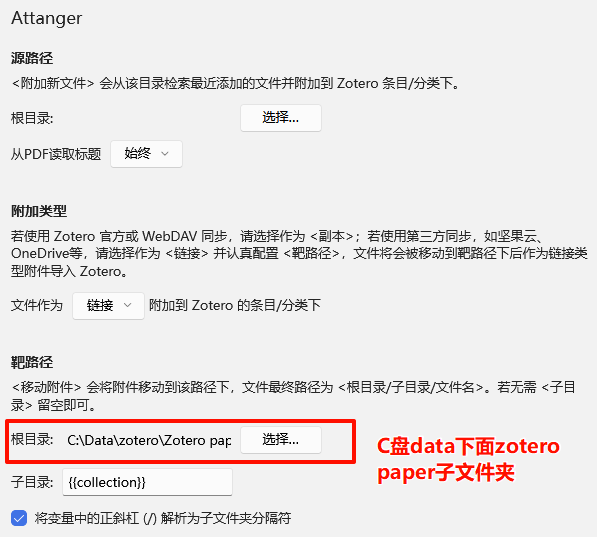 Attanger
源路径
<附加新文件> 会从该目录检索最近添加的文件并附加到 Zotero 条目/分类下。
根目录:
选择...
从PDF读取标题 始终
附加类型
若使用 Zotero 官方或 WebDAV 同步，请选择作为 <副本>；若使用第三方同步，如坚果云、
OneDrive等，请选择作为 <链接> 并认真配置 <靶路径>，文件将会被移动到靶路径下后作为链接类
型附件导入 Zotero。
文件作为 链接 附加到 Zotero 的条目/分类下
靶路径
<移动附件> 会将附件移动到该路径下，文件最终路径为 <根目录/子目录/文件名>。若无需 <子目
录> 留空即可。
根目录: C:\Data\zotero\Zotero pap 选择...
C盘data下面zotero
paper子文件夹
子目录: {{collection}}
将变量中的正斜杠 (/) 解析为子文件夹分隔符